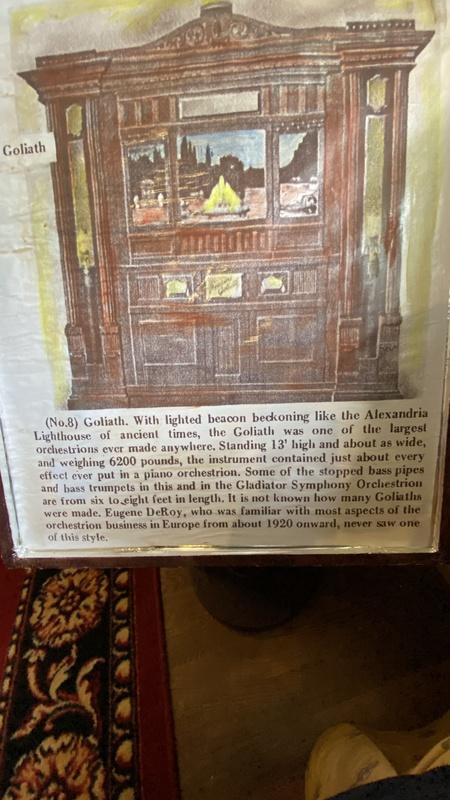 Goliath
(No.8) Goliath. With lighted beacon beckoning like the Alexandria
Lighthouse of ancient times, the Goliath was one of the largest
orchestrions ever made anywhere. Standing 13' high and about as wide,
and weighing 6200 pounds, the instrument contained just about every
effect ever put in a piano orchestrion. Some of the stopped bass pipes
and bass trumpets in this and in the Gladiator Symphony Orchestrion
are from six to eight feet in length. It is not known how many Goliaths
were made. Eugene DeRoy, who was familiar with most aspects of the
orchestrion business in Europe from about 1920 onward, never saw one
of this style.